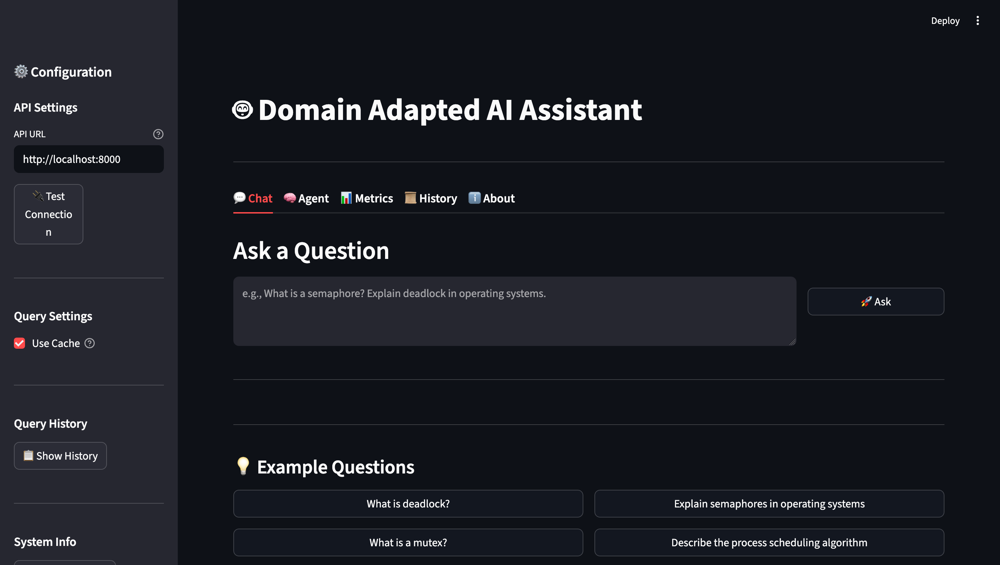 Deploy
Configuration
API Settings
API URL
http://localhost:8000
Test
Connectio
n
Query Settings
Use Cache
Query History
Show History
System Info
Domain Adapted AI Assistant
Chat
Agent
Metrics
History
About
Ask a Question
e.g., What is a semaphore? Explain deadlock in operating systems.
Ask
Example Questions
What is deadlock?
Explain semaphores in operating systems
What is a mutex?
Describe the process scheduling algorithm